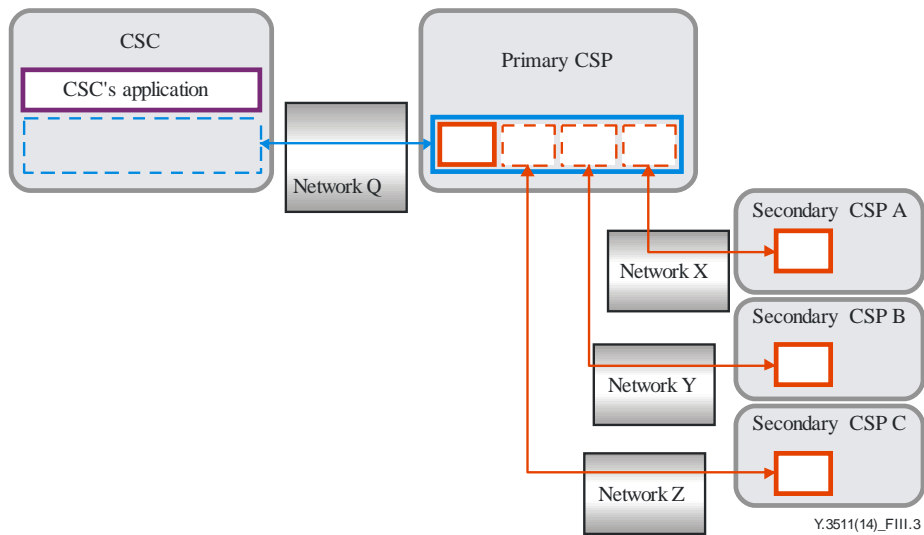 CSC
CSC's application
Primary CSP
Network Q
Secondary CSP A
Network X
Secondary CSP B
Network Y
Secondary CSP C
Network Z
Y.3511(14)_FIII.3